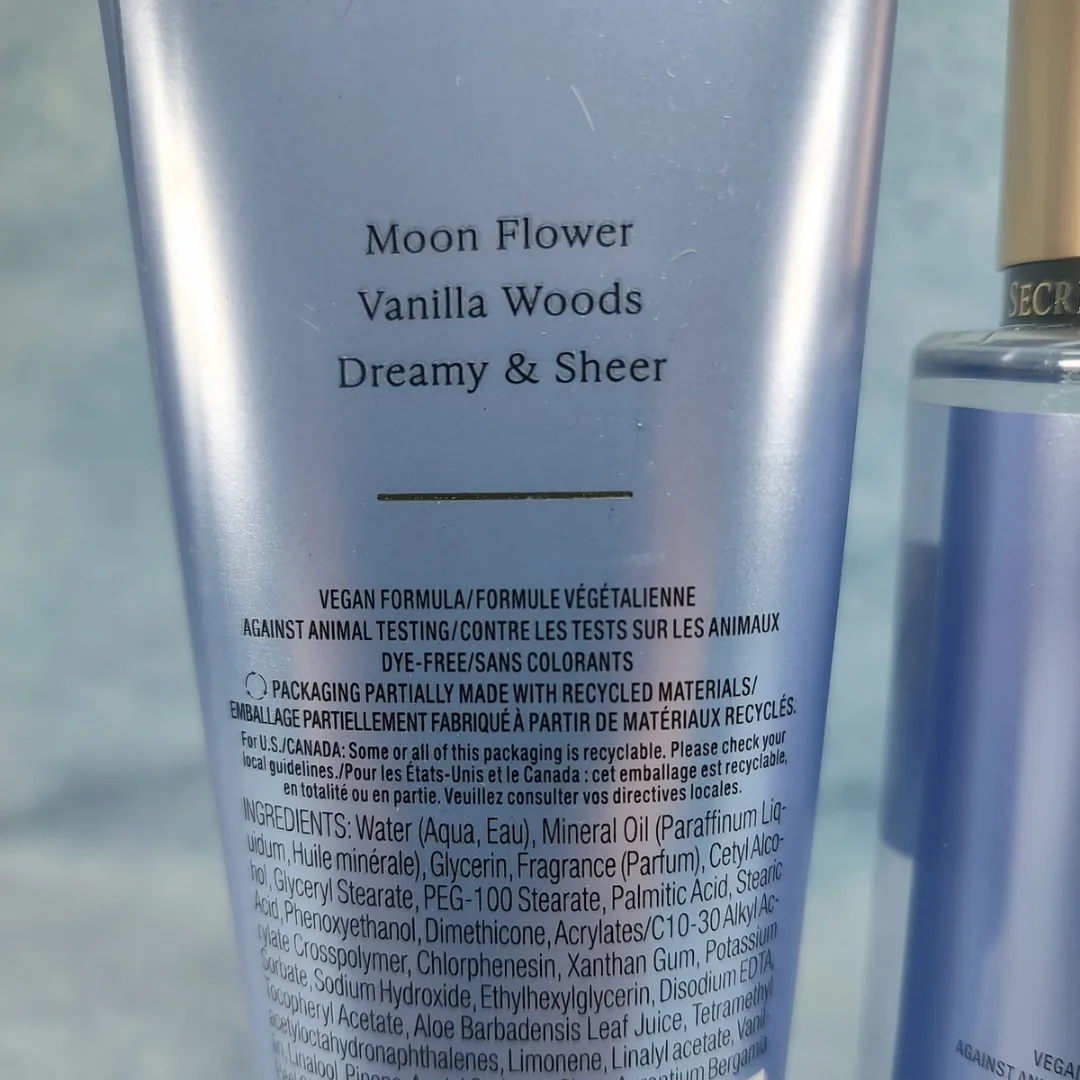 Moon Flower
Vanilla Woods
Dreamy & Sheer
VEGAN FORMULA/FORMULE VÉGÉTALIENNE
AGAINST ANIMAL TESTING/CONTRE LES TESTS SUR LES ANIMAUX
DYE-FREE/SANS COLORANTS
PACKAGING PARTIALLY MADE WITH RECYCLED MATERIALS/
EMBALLAGE PARTIELLEMENT FABRIQUÉ À PARTIR DE MATÉRIAUX RECYCLÉS.
For U.S./CANADA: Some or all of this packaging is recyclable. Please check your
local guidelines./Pour les États-Unis et le Canada : cet emballage est recyclable,
en totalité ou en partie. Veuillez consulter vos directives locales.
INGREDIENTS: Water (Aqua, Eau), Mineral Oil (Paraffinum Liq-
uidum, Huile minérale), Glycerin, Fragrance (Parfum), Cetyl Alco-
hol, Glyceryl Stearate, PEG-100 Stearate, Palmitic Acid, Stearic
Acid, Phenoxyethanol, Dimethicone, Acrylates/C10-30 Alkyl Ac-
rylate Crosspolymer, Chlorphenesin, Xanthan Gum, Potassium
Sorbate, Sodium Hydroxide, Ethylhexylglycerin, Disodium EDTA,
Tocopheryl Acetate, Aloe Barbadensis Leaf Juice, Tetramethyl
acetyloctahydronaphthalenes, Limonene, Linalyl acetate, Vanil-
in, Linalool, Aurantium Bergamia
SECR
VEGA
AGAINST AN